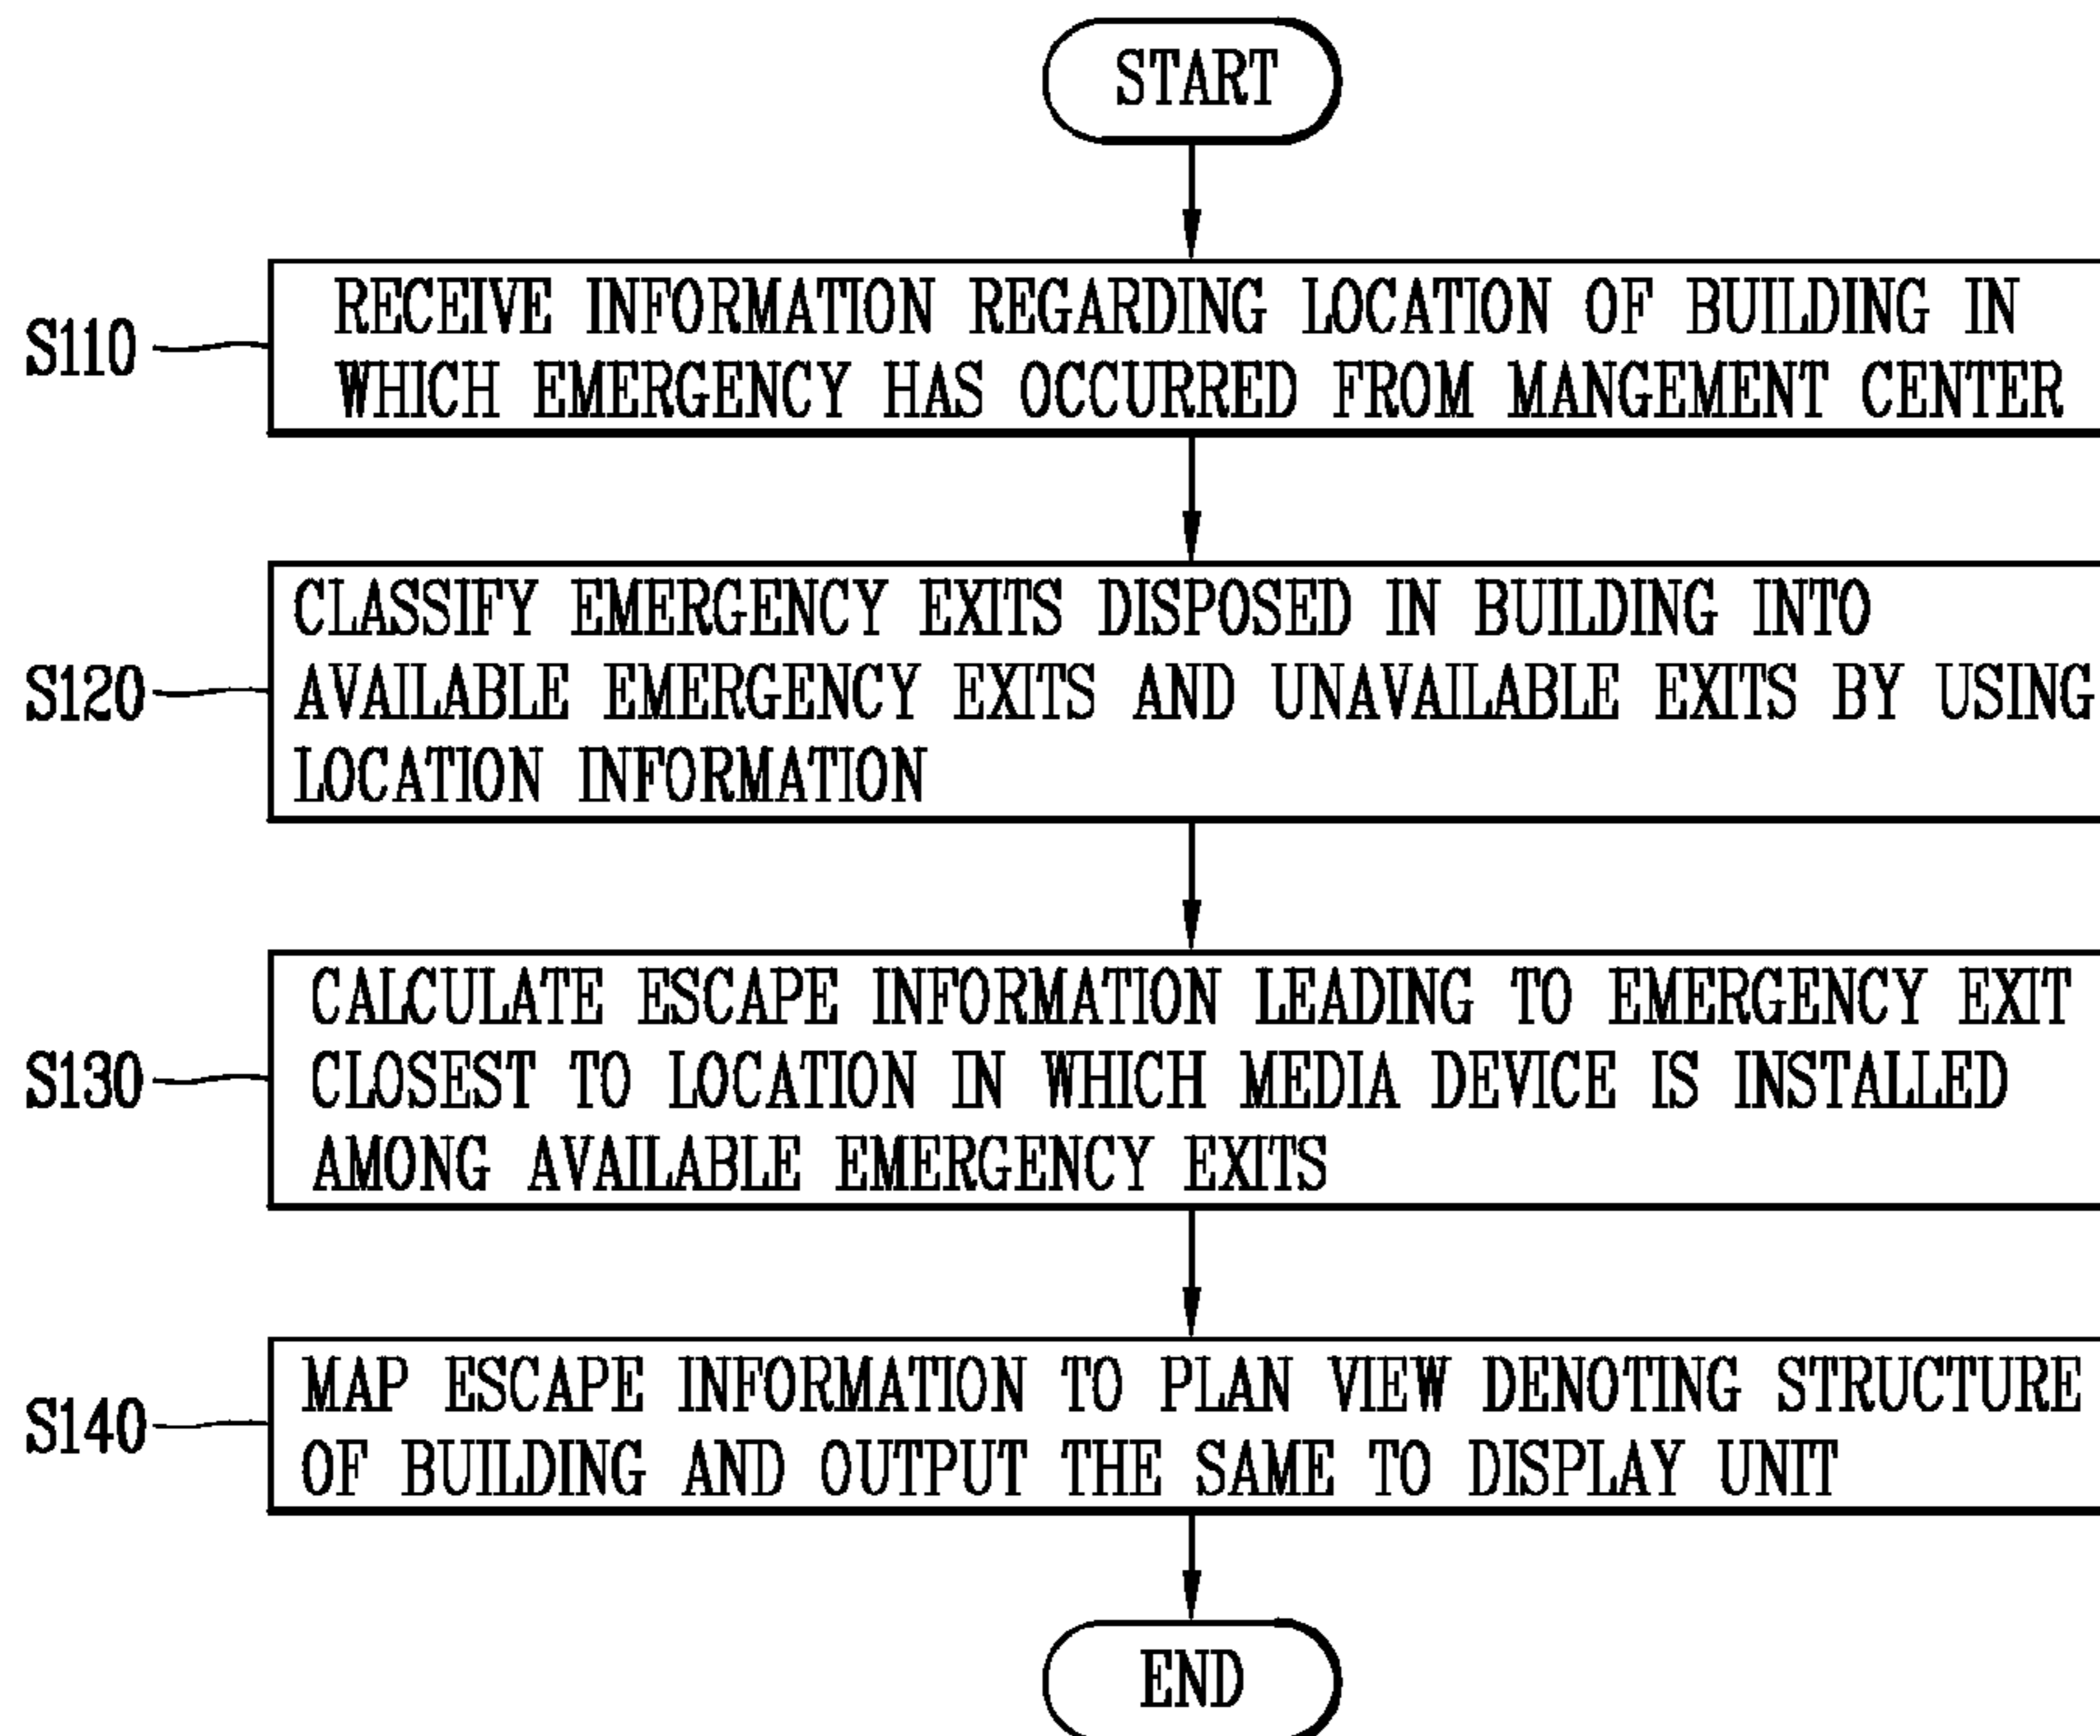 START
S110
RECEIVE INFORMATION REGARDING LOCATION OF BUILDING IN
WHICH EMERGENCY HAS OCCURRED FROM MANGEMENT CENTER
S120
CLASSIFY EMERGENCY EXITS DISPOSED IN BUILDING INTO
AVAILABLE EMERGENCY EXITS AND UNAVAILABLE EXITS BY USING
LOCATION INFORMATION
S130
CALCULATE ESCAPE INFORMATION LEADING TO EMERGENCY EXIT
CLOSEST TO LOCATION IN WHICH MEDIA DEVICE IS INSTALLED
AMONG AVAILABLE EMERGENCY EXITS
S140
MAP ESCAPE INFORMATION TO PLAN VIEW DENOTING STRUCTURE
OF BUILDING AND OUTPUT THE SAME TO DISPLAY UNIT
END